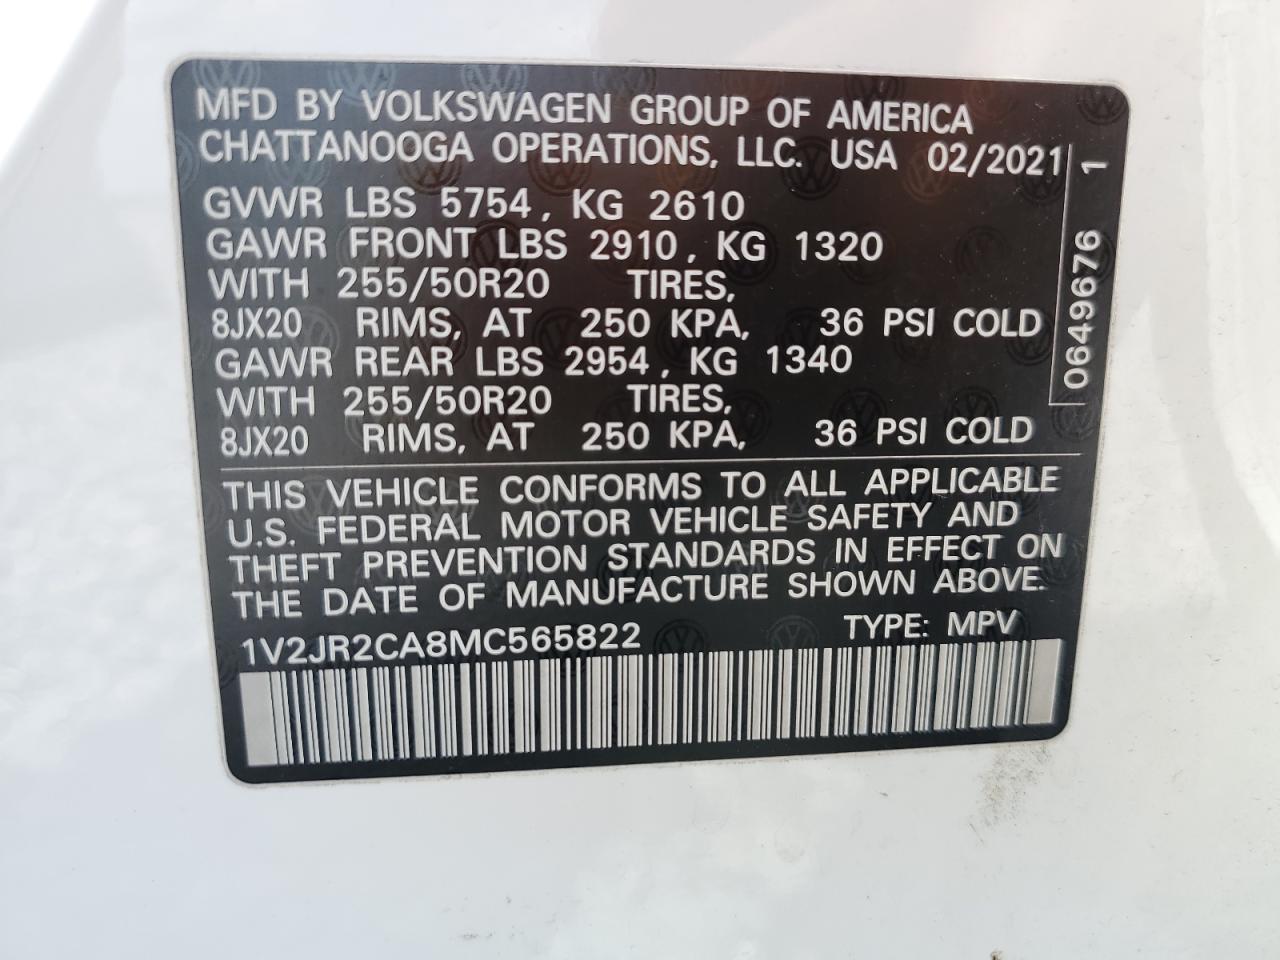 MFD BY VOLKSWAGEN GROUP OF AMERICA
CHATTANOOGA OPERATIONS, LLC. USA 02/2021
GVWR LBS 5754, KG 2610
GAWR FRONT LBS 2910, KG 1320
WITH 255/50R20 TIRES,
8JX20 RIMS, AT 250 KPA, 36 PSI COLD
GAWR REAR LBS 2954, KG 1340
WITH 255/50R20 TIRES,
8JX20 RIMS, AT 250 KPA, 36 PSI COLD
0649676 1
THIS VEHICLE CONFORMS TO ALL APPLICABLE
U.S. FEDERAL MOTOR VEHICLE SAFETY AND
THEFT PREVENTION STANDARDS IN EFFECT ON
THE DATE OF MANUFACTURE SHOWN ABOVE.
1V2JR2CA8MC565822 TYPE: MPV